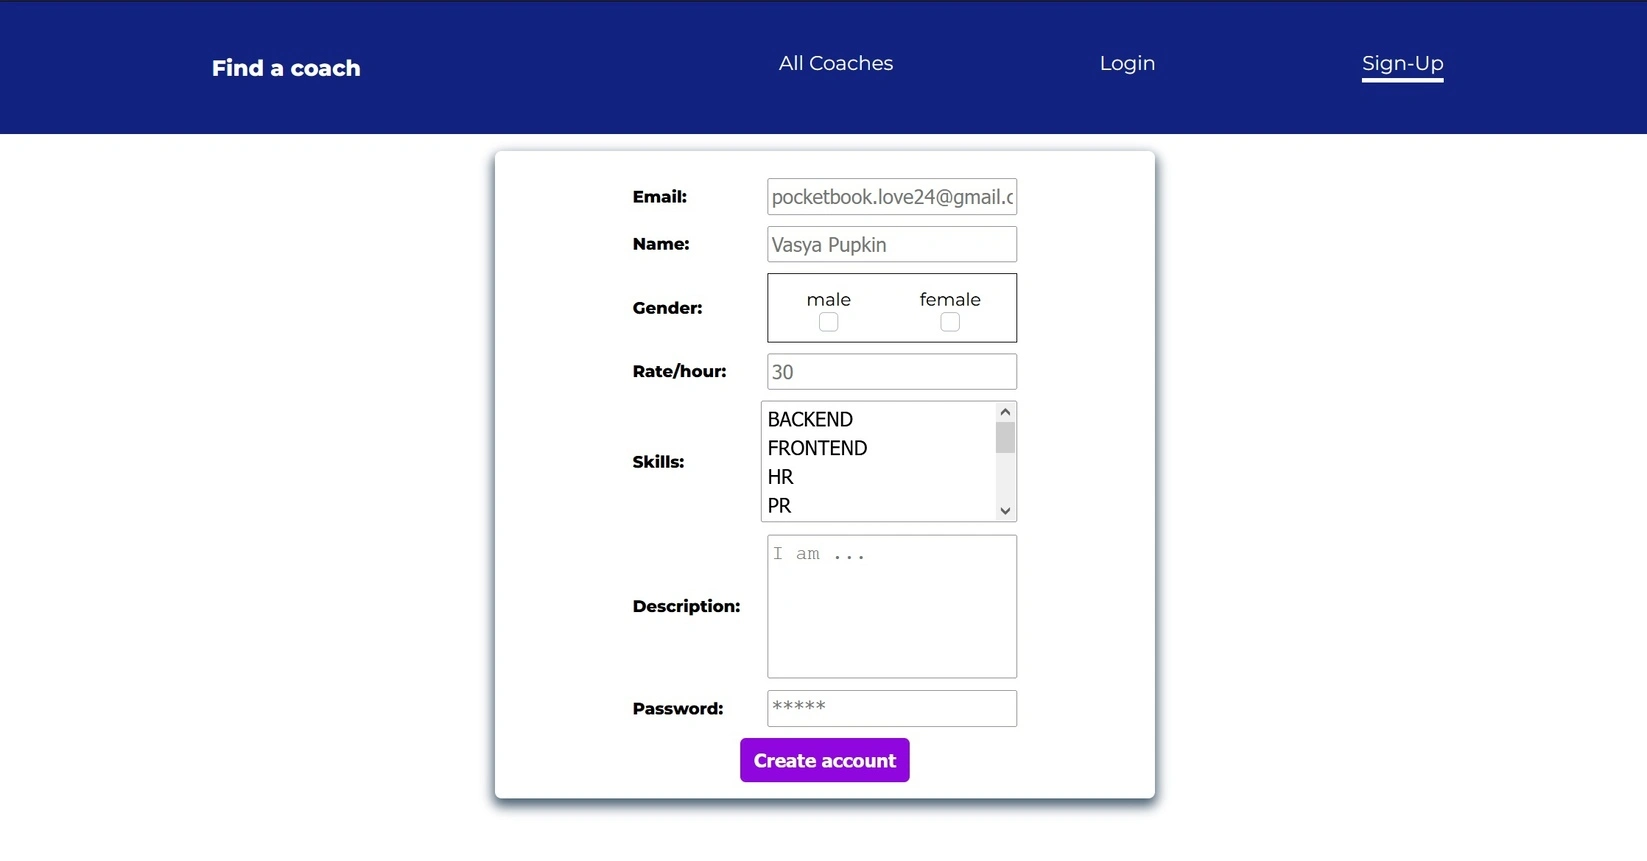 Find a coach
All Coaches
Login
Sign-Up
Email:
pocketbook.love24@gmail.c
Name:
Vasya Pupkin
Gender:
male
female
Rate/hour:
30
Skills:
BACKEND
FRONTEND
HR
PR
Description:
I am ...
Password:
*****
Create account